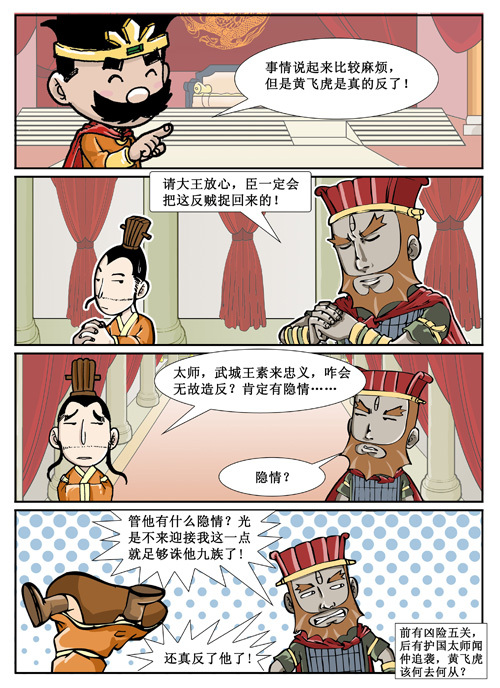 事情说起来比较麻烦，
但是黄飞虎是真的反了！
请大王放心，臣一定会
把这反贼捉回来的！
太师，武城王素来忠义，咋会
无故造反？肯定有隐情……
隐情？
管他有什么隐情？光
是不来迎接我这一点
就足够诛他九族了！
还真反了他了！
前有凶险五关，
后有护国太师闻
仲追袭，黄飞虎
该何去何从？